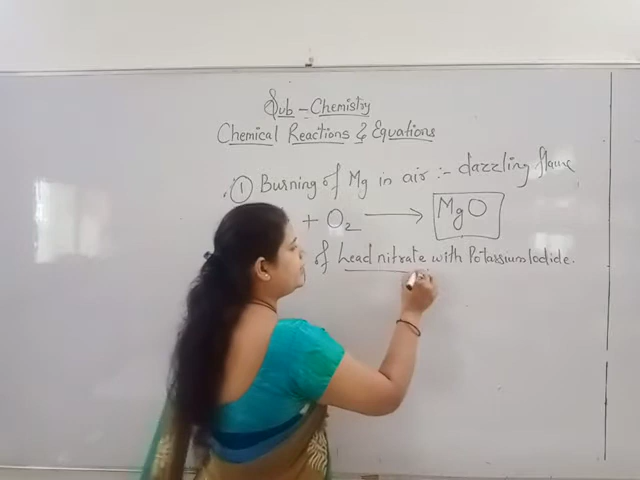 Sub - Chemistry
Chemical Reactions & Equations
① Burning of Mg in air :- dazzling flame
+ O₂ → MgO
of Lead nitrate with Potassium Iodide.